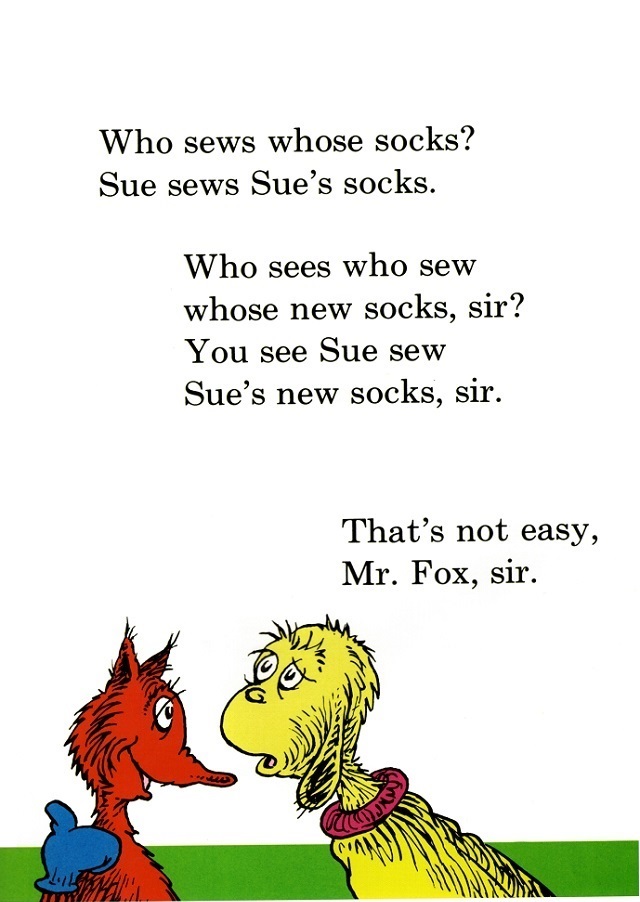 Who sews whose socks?
Sue sews Sue's socks.
Who sees who sew
whose new socks, sir?
You see Sue sew
Sue's new socks, sir.
That's not easy,
Mr. Fox, sir.